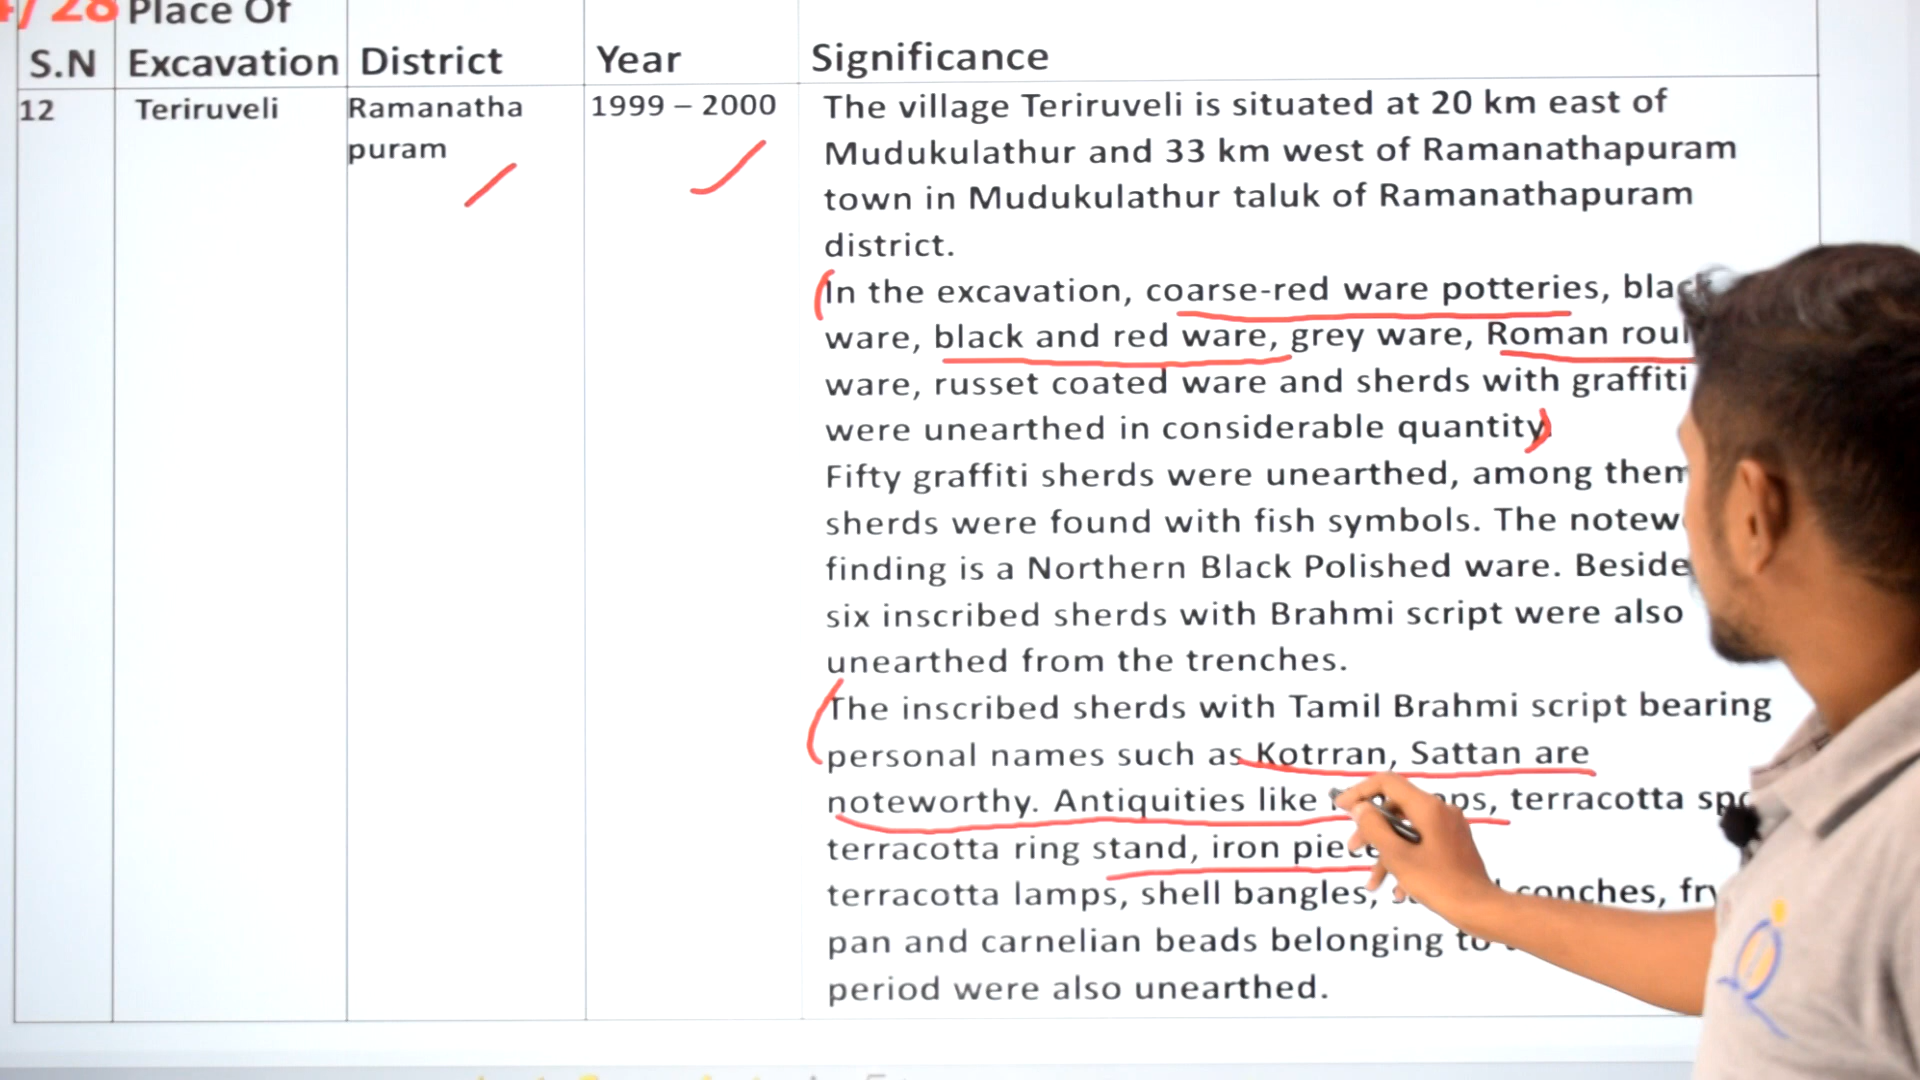 4/28
Place Of
S.N Excavation District Year Significance
12 Teriruveli Ramanatha 1999 – 2000 The village Teriruveli is situated at 20 km east of
puram Mudukulathur and 33 km west of Ramanathapuram
town in Mudukulathur taluk of Ramanathapuram
district.
In the excavation, coarse-red ware potteries,
ware, black and red ware, grey ware, Roman
ware, russet coated ware and sherds with graffiti
were unearthed in considerable quantity.
Fifty graffiti sherds were unearthed, among them
sherds were found with fish symbols. The
finding is a Northern Black Polished ware.
six inscribed sherds with Brahmi script were also
unearthed from the trenches.
The inscribed sherds with Tamil Brahmi script bearing
personal names such as Kotrran, Sattan are
noteworthy. Antiquities like terracotta
terracotta ring stand, iron
terracotta lamps, shell bangles, conches,
pan and carnelian beads belonging to
period were also unearthed.